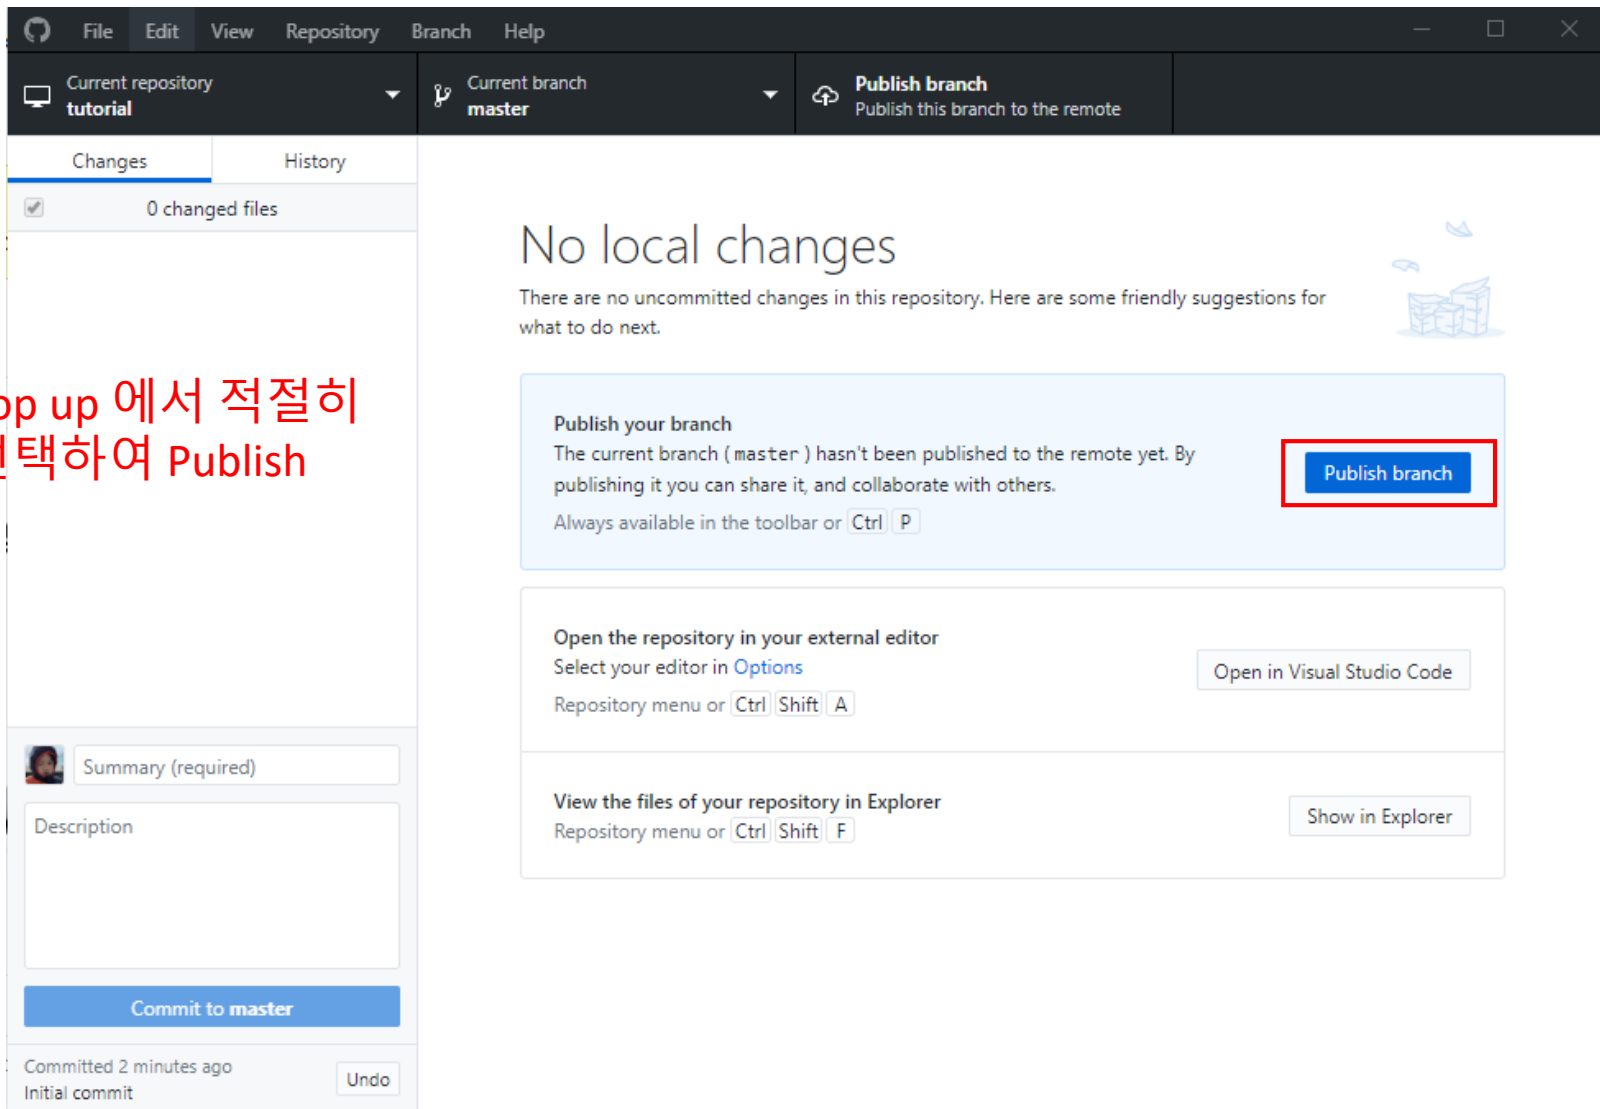 File Edit View Repository Branch Help
Current repository
tutorial
Current branch
master
Publish branch
Publish this branch to the remote
Changes History
0 changed files
No local changes
There are no uncommitted changes in this repository. Here are some friendly suggestions for
what to do next.
up 에서 적절히
Publish
Publish your branch
The current branch (master) hasn't been published to the remote yet. By
publishing it you can share it, and collaborate with others.
Always available in the toolbar or Ctrl P
Publish branch
Open the repository in your external editor
Select your editor in Options
Repository menu or Ctrl Shift A
Open in Visual Studio Code
View the files of your repository in Explorer
Repository menu or Ctrl Shift F
Show in Explorer
Summary (required)
Description
Commit to master
Committed 2 minutes ago
Initial commit
Undo